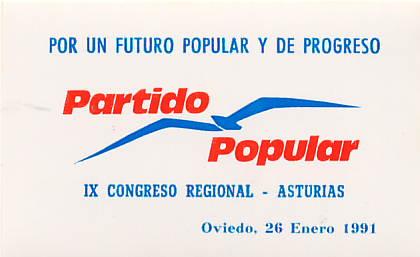 POR UN FUTURO POPULAR Y DE PROGRESO
Partido
Popular
IX CONGRESO REGIONAL - ASTURIAS
Oviedo, 26 Enero 1991